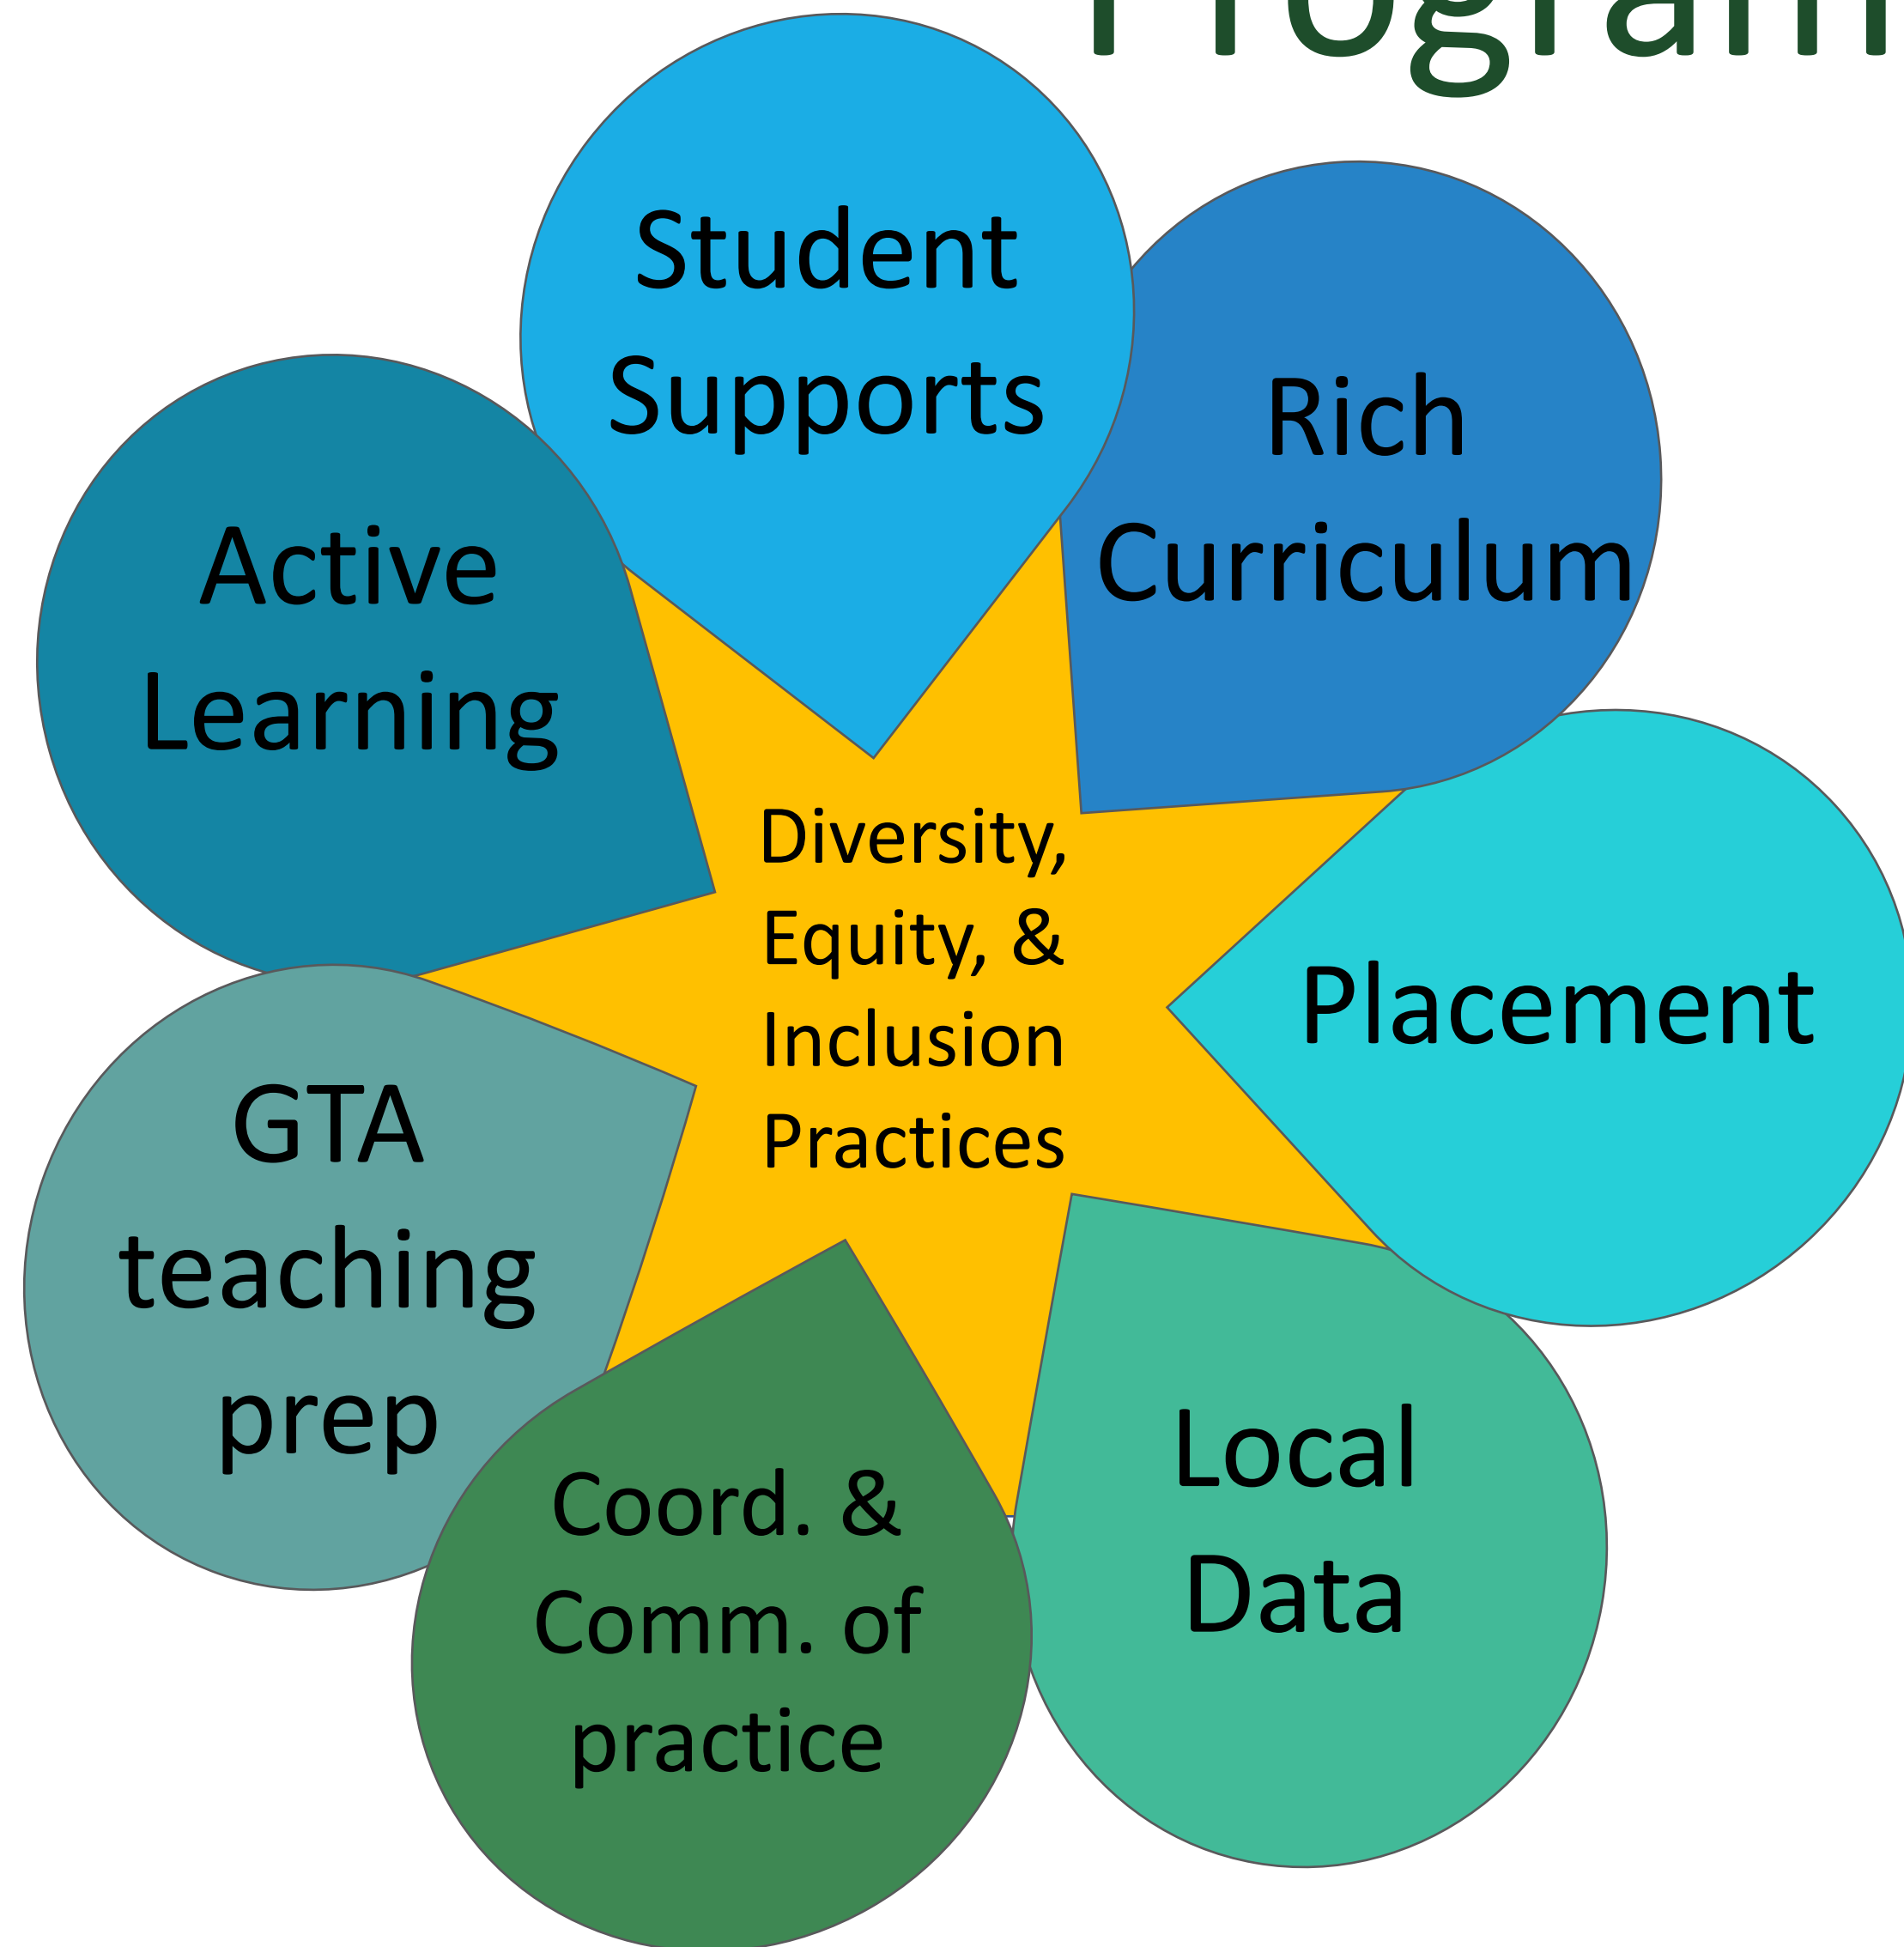 Program
Student
Supports
Rich
Curriculum
Active
Learning
Diversity,
Equity, &
Inclusion
Practices
Placement
GTA
teaching
prep
Local
Data
Coord. &
Comm. of
practice